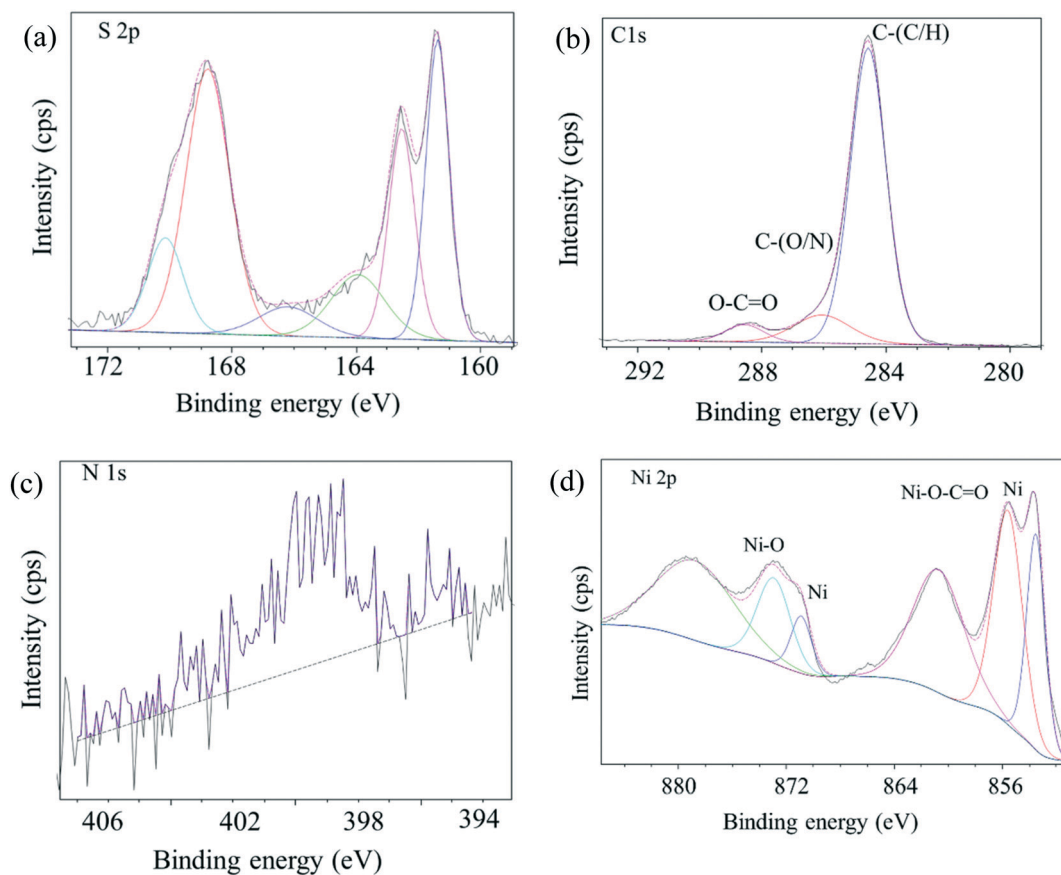 (a)
S 2p
Intensity (cps)
172 168 164 160
Binding energy (eV)
(b)
C1s
C-(C/H)
C-(O/N)
O-C=O
Intensity (cps)
292 288 284 280
Binding energy (eV)
(c)
N 1s
Intensity (cps)
406 402 398 394
Binding energy (eV)
(d)
Ni 2p
Ni-O-C=O Ni
Ni-O
Ni
Intensity (cps)
880 872 864 856
Binding energy (eV)